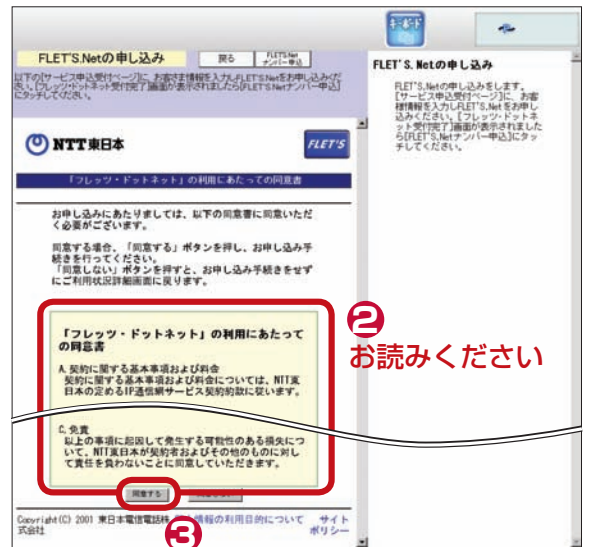 キーボード
FLET'S.Netの申し込み
戻る
FLET'S.Net
ナンバー申込
以下の[サービス申込受付ページ]に、お客さま情報を入力しFLET'S.Netをお申し込みくださ
い。[フレッツ・ドットネット受付完了]画面が表示されましたら[FLET'S.Netナンバー申込]
にタッチしてください。
NTT東日本
FLET'S
「フレッツ・ドットネット」の利用にあたっての同意書
お申し込みにあたりましては、以下の同意書に同意いただ
く必要がございます。
同意する場合、「同意する」ボタンを押し、お申し込み手
続きを行ってください。
「同意しない」ボタンを押すと、お申し込み手続きをせず
にご利用状況詳細画面に戻ります。
「フレッツ・ドットネット」の利用にあたって
の同意書
A.契約に関する基本事項および料金
契約に関する基本事項および料金については、NTT東
日本の定めるIP通信網サービス契約約款に従います。
C.免責
以上の事項に起因して発生する可能性のある損失につ
いて、NTT東日本が契約者およびその他のものに対し
て責任を負わないことに同意していただきます。
同意する
Copyright(C) 2001 東日本電信電話株
式会社
情報の利用目的について
サイト
ポリシー
2
お読みください
3
FLET'S.Netの申し込み
FLET'S.Netの申し込みをします。
[サービス申込受付ページ]に、お客
様情報を入力しFLET'S.Netをお申し
込みください。[フレッツ・ドットネ
ット受付完了]画面が表示されました
ら[FLET'S.Netナンバー申込]にタッ
チしてください。